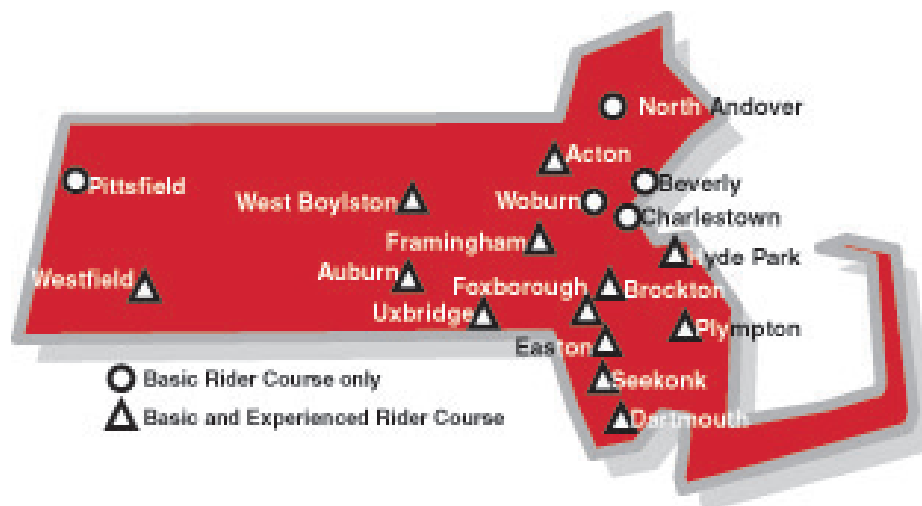 North Andover
Acton
Pittsfield
Beverly
West Boylston
Woburn
Charlestown
Framingham
Hyde Park
Auburn
Westfield
Foxborough
Brockton
Uxbridge
Plympton
Easton
Basic Rider Course only
Seekonk
Basic and Experienced Rider Course
Dartmouth